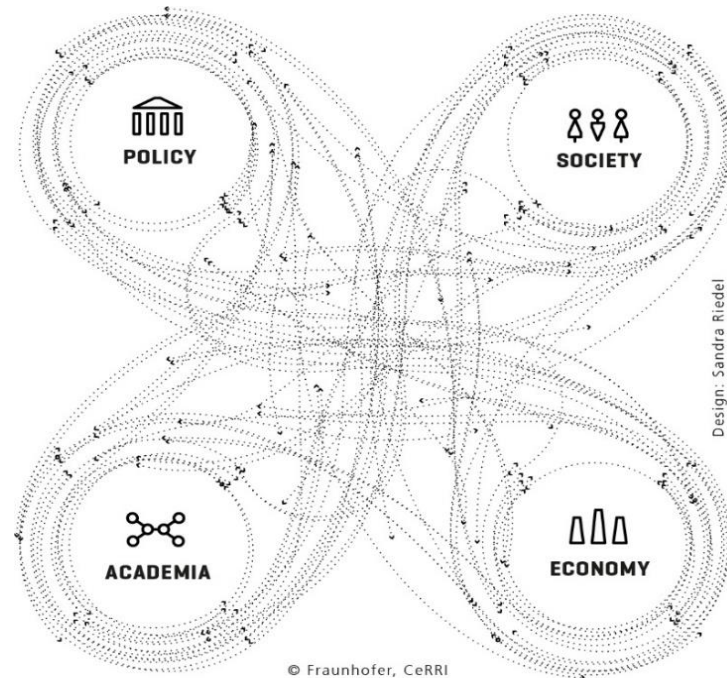 POLICY
SOCIETY
Design: Sandra Riedel
ACADEMIA
ECONOMY
© Fraunhofer, CeRRI